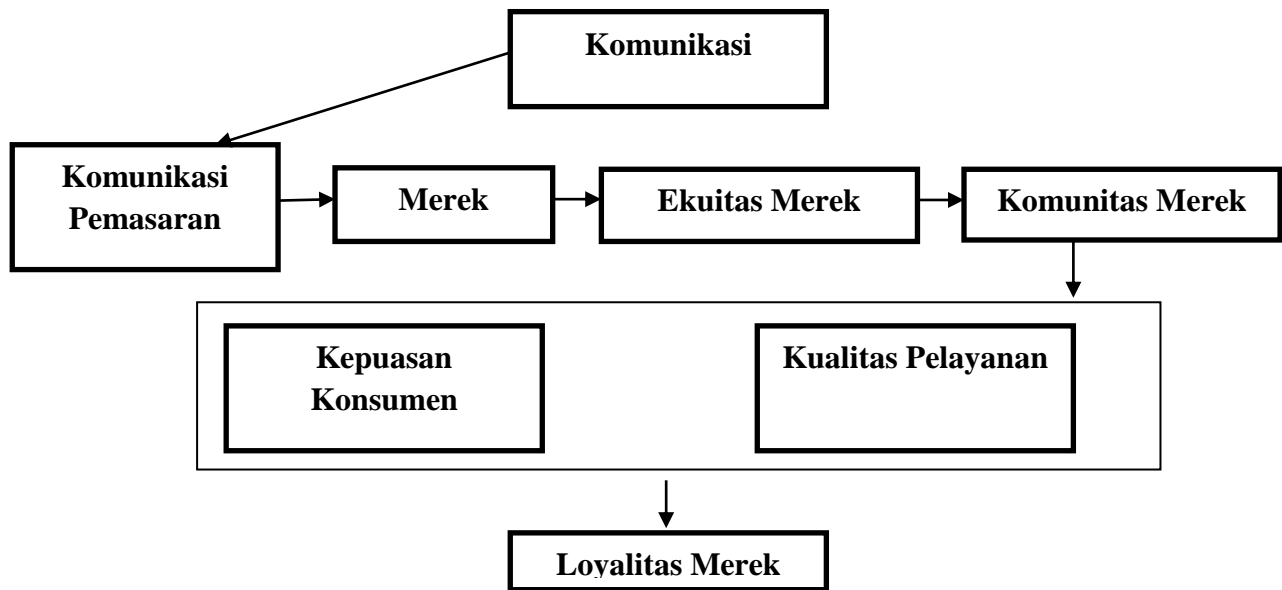 Komunikasi
Komunikasi
Pemasaran
Merek
Ekuitas Merek
Komunitas Merek
Kepuasan
Konsumen
Kualitas Pelayanan
Loyalitas Merek